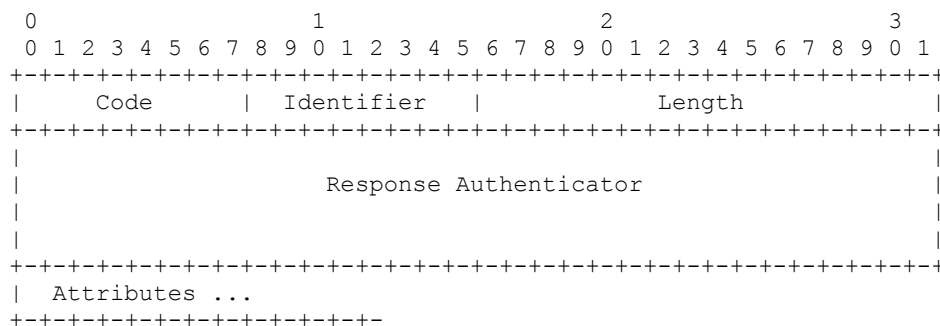 0                   1                   2                   3
 0 1 2 3 4 5 6 7 8 9 0 1 2 3 4 5 6 7 8 9 0 1 2 3 4 5 6 7 8 9 0 1
+-+-+-+-+-+-+-+-+-+-+-+-+-+-+-+-+-+-+-+-+-+-+-+-+-+-+-+-+-+-+-+-+
|     Code      |  Identifier   |            Length             |
+-+-+-+-+-+-+-+-+-+-+-+-+-+-+-+-+-+-+-+-+-+-+-+-+-+-+-+-+-+-+-+-+
|                                                               |
|                     Response Authenticator                    |
|                                                               |
|                                                               |
+-+-+-+-+-+-+-+-+-+-+-+-+-+-+-+-+-+-+-+-+-+-+-+-+-+-+-+-+-+-+-+-+
|  Attributes ...
+-+-+-+-+-+-+-+-+-+-+-+-+-